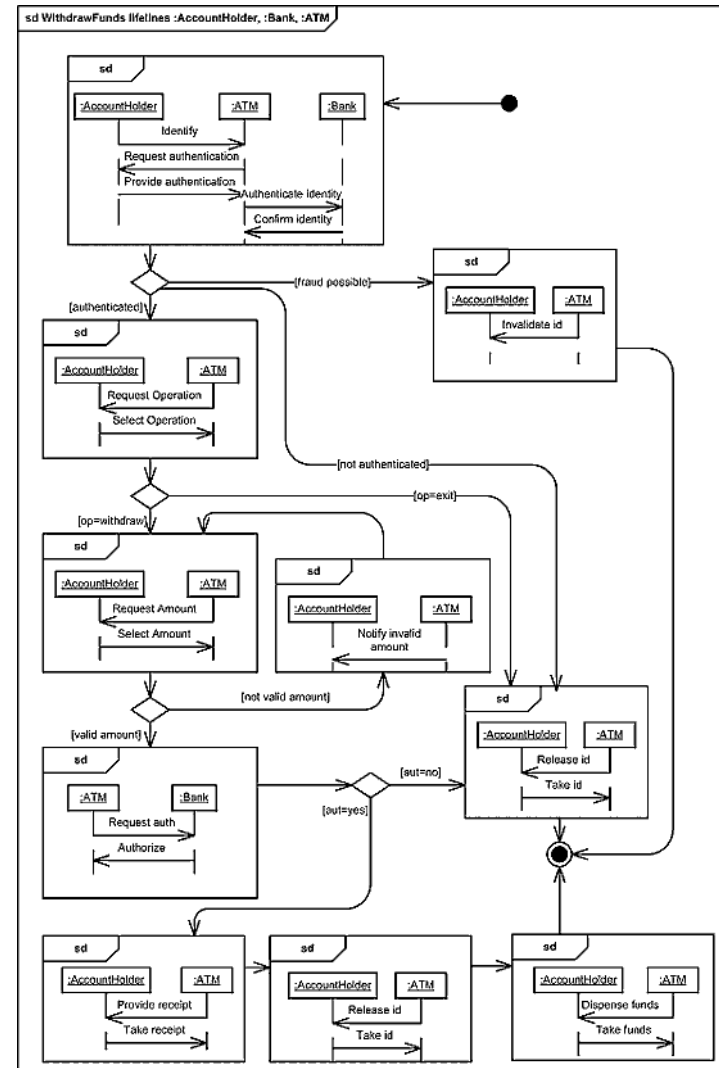 sd WithdrawFunds lifelines :AccountHolder, :Bank, :ATM
sd
:AccountHolder
:ATM
:Bank
Identify
Request authentication
Provide authentication
Authenticate identity
Confirm identity
[fraud possible]
sd
:AccountHolder
:ATM
Invalidate id
[authenticated]
sd
:AccountHolder
:ATM
Request Operation
Select Operation
[not authenticated]
[op=exit]
[op=withdraw]
sd
:AccountHolder
:ATM
Request Amount
Select Amount
sd
:AccountHolder
:ATM
Notify invalid
amount
[not valid amount]
[valid amount]
sd
:AccountHolder
:ATM
Release id
Take id
sd
:ATM
:Bank
Request auth
Authorize
[aut=no]
[aut=yes]
sd
:AccountHolder
:ATM
Provide receipt
Take receipt
sd
:AccountHolder
:ATM
Release id
Take id
sd
:AccountHolder
:ATM
Dispense funds
Take funds